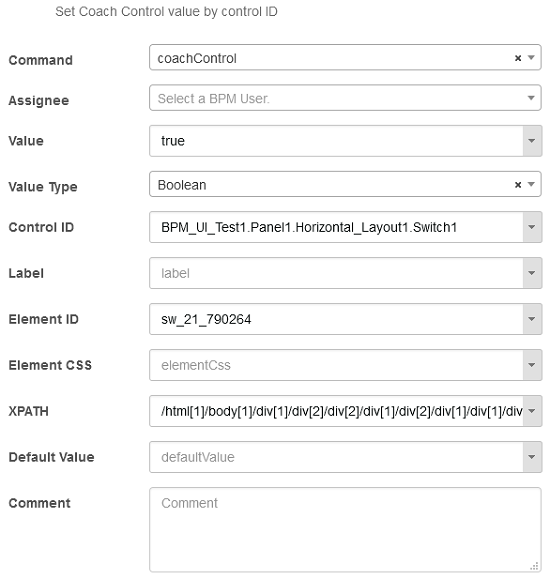 Set Coach Control value by control ID
Command coachControl ×
Assignee Select a BPM User.
Value true
Value Type Boolean ×
Control ID BPM_UI_Test1.Panel1.Horizontal_Layout1.Switch1
Label label
Element ID sw_21_790264
Element CSS elementCss
XPATH /html[1]/body[1]/div[1]/div[2]/div[2]/div[1]/div[2]/div[1]/div[1]/div
Default Value defaultValue
Comment Comment